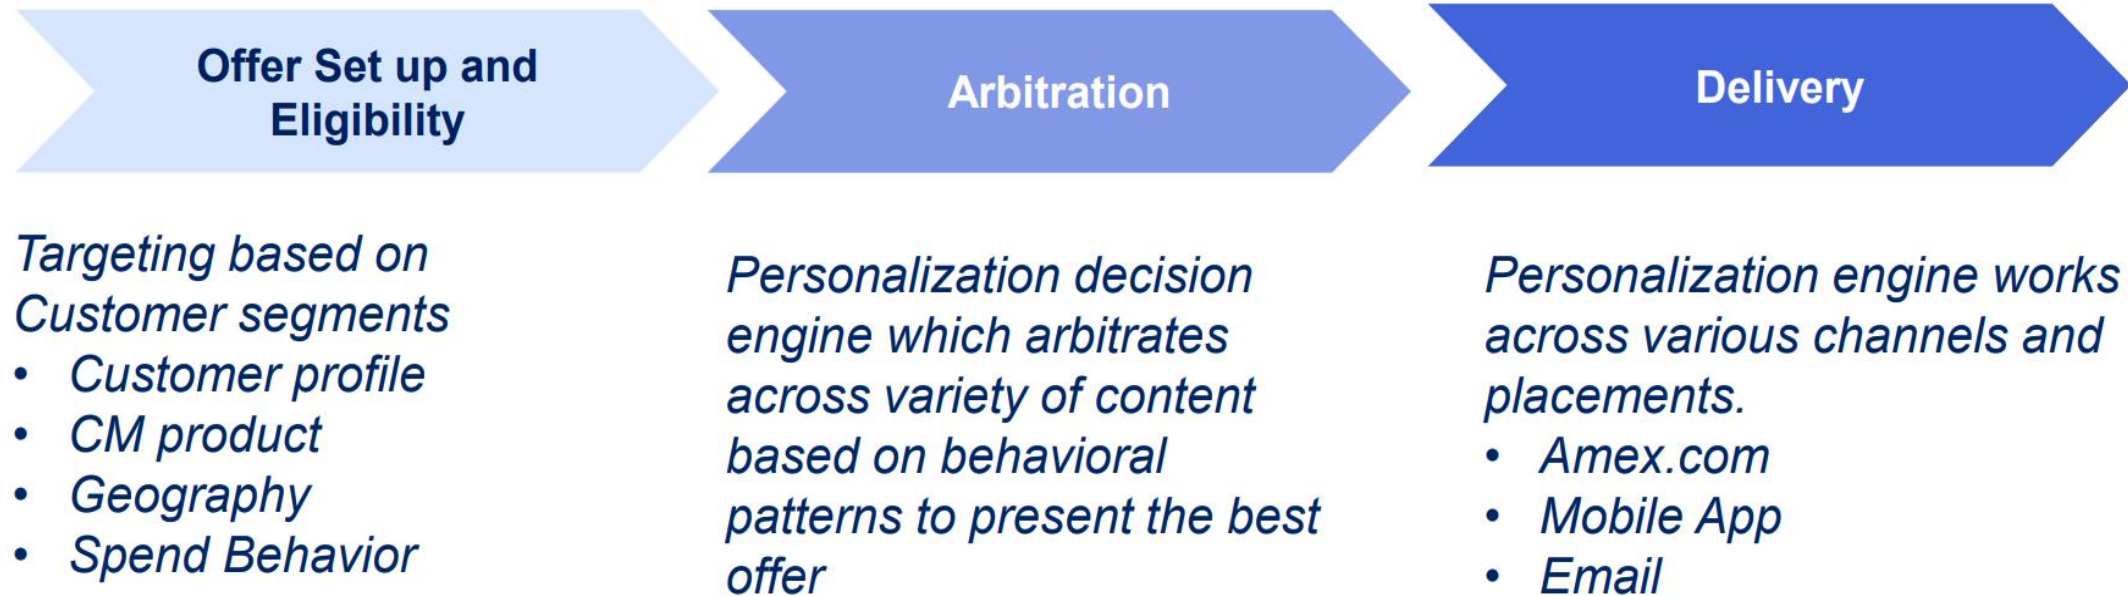 Offer Set up and
Eligibility
Arbitration
Delivery
Targeting based on
Customer segments
• Customer profile
• CM product
• Geography
• Spend Behavior
Personalization decision
engine which arbitrates
across variety of content
based on behavioral
patterns to present the best
offer
Personalization engine works
across various channels and
placements.
• Amex.com
• Mobile App
• Email